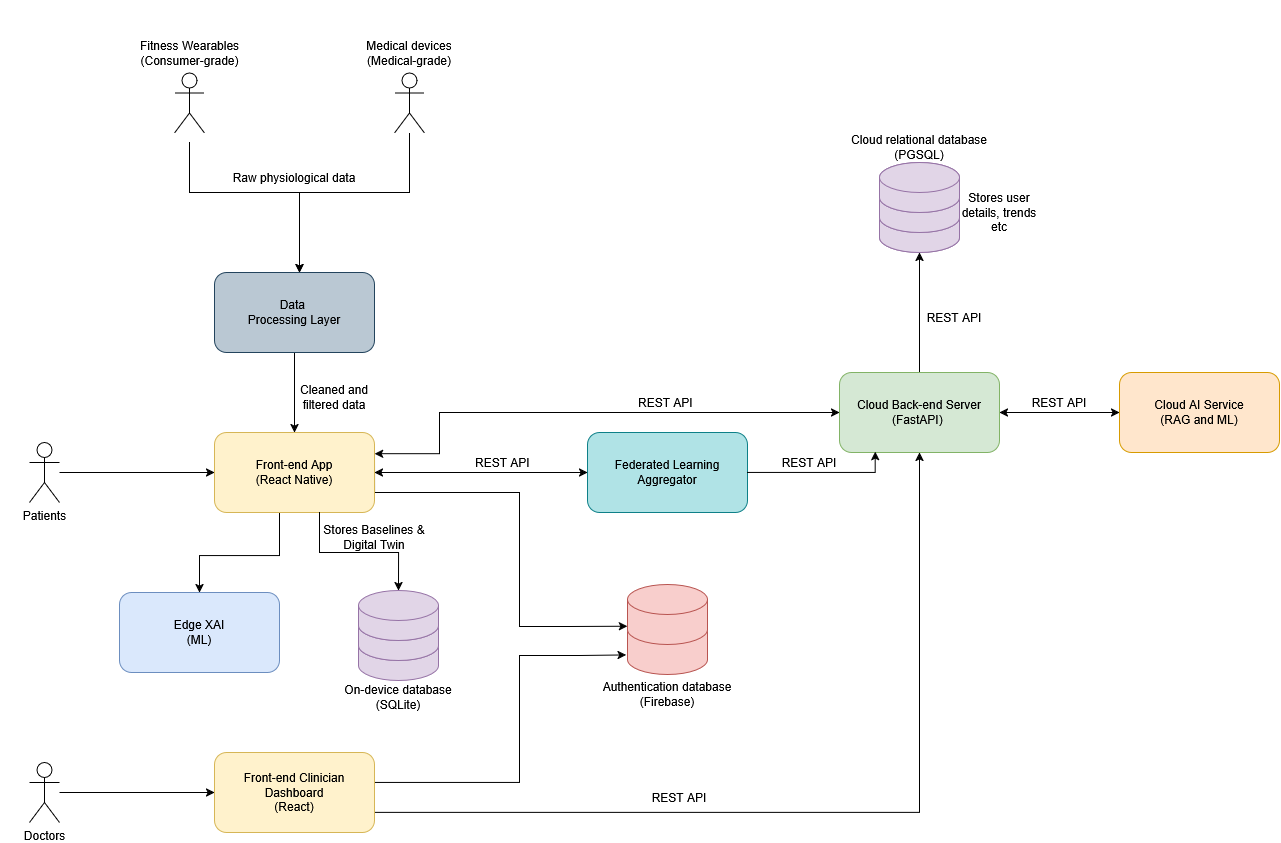 Fitness Wearables
(Consumer-grade)
Medical devices
(Medical-grade)
Raw physiological data
Cloud relational database
(PGSQL)
Stores user
details, trends
etc
Data
Processing Layer
REST API
Cleaned and
filtered data
REST API
Cloud Back-end Server
(FastAPI)
REST API
Cloud AI Service
(RAG and ML)
Patients
Front-end App
(React Native)
REST API
Federated Learning
Aggregator
REST API
Stores Baselines &
Digital Twin
Edge XAI
(ML)
On-device database
(SQLite)
Authentication database
(Firebase)
Doctors
Front-end Clinician
Dashboard
(React)
REST API